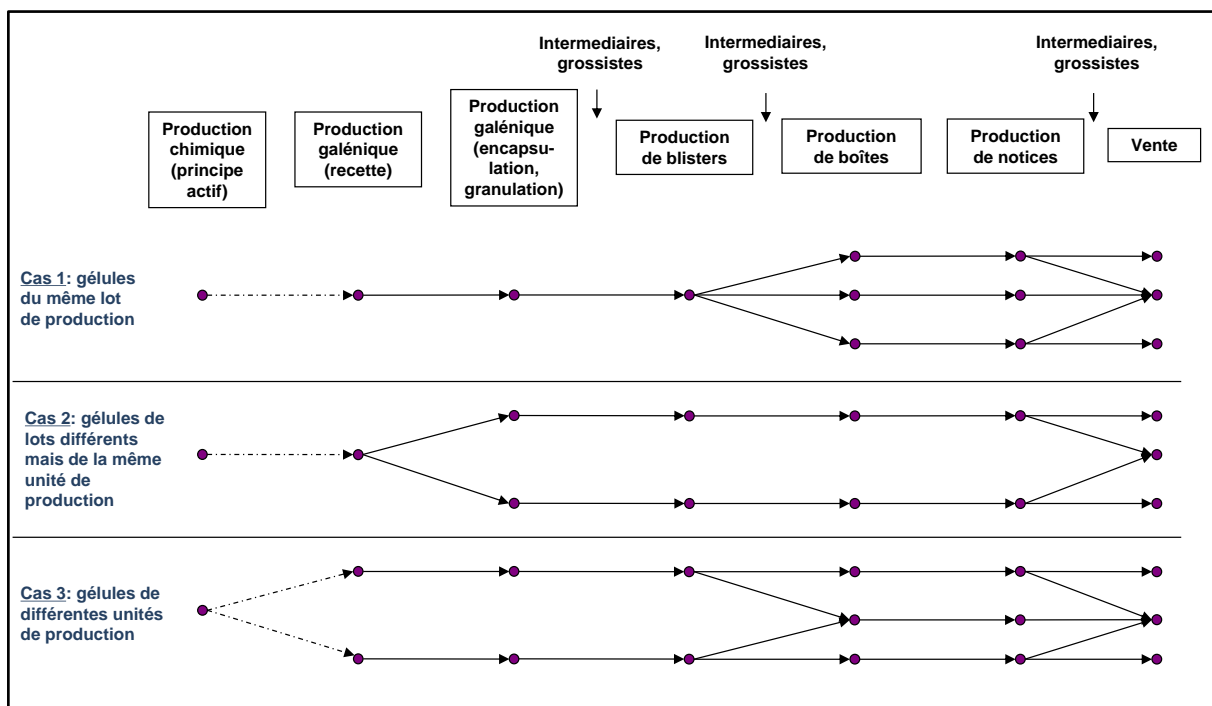 Intermediaires,
grossistes
Intermediaires,
grossistes
Intermediaires,
grossistes
Production
chimique
(principe
actif)
Production
galénique
(recette)
Production
galénique
(encapsu-
lation,
granulation)
Production
de blisters
Production
de boîtes
Production
de notices
Vente
Cas 1: gélules
du même lot
de production
Cas 2: gélules de
lots différents
mais de la même
unité de
production
Cas 3: gélules de
différentes unités
de production